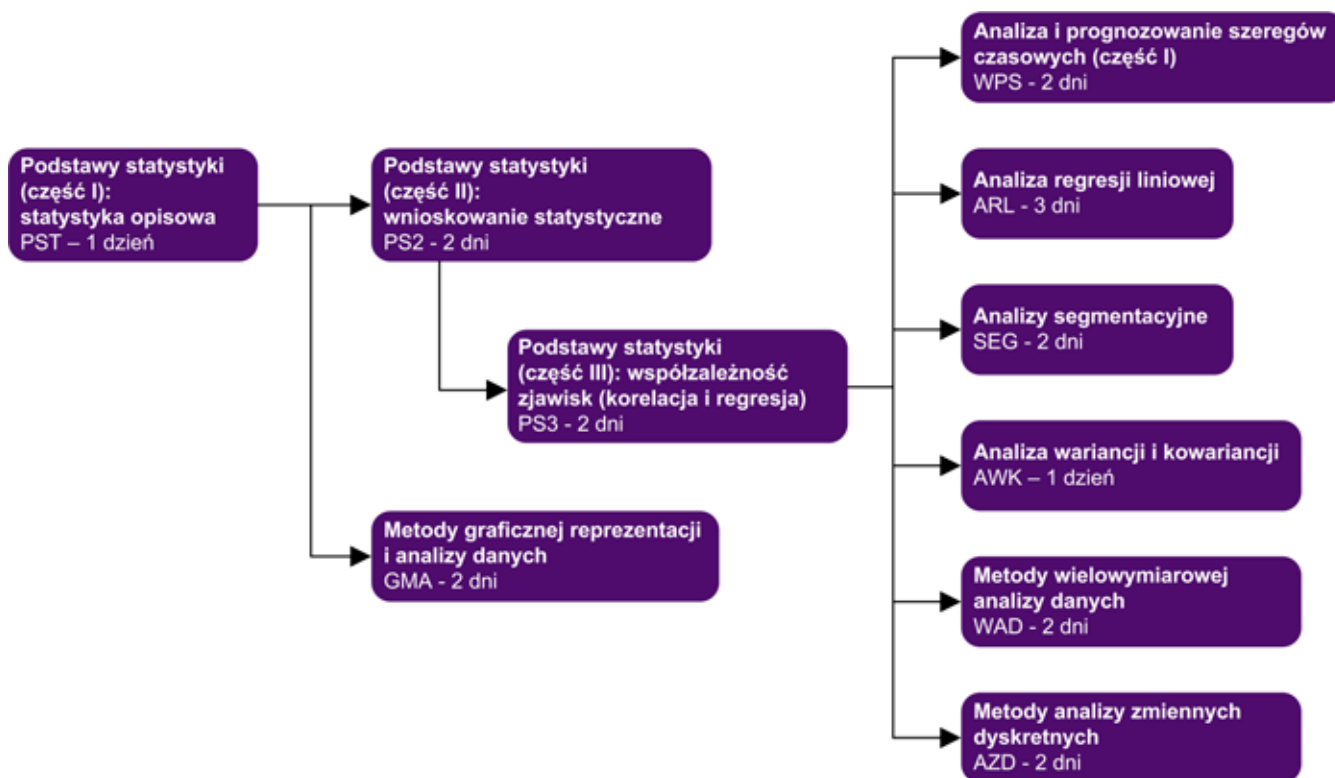 Podstawy statystyki
(część I):
statystyka opisowa
PST – 1 dzień
Podstawy statystyki
(część II):
wnioskowanie statystyczne
PS2 - 2 dni
Podstawy statystyki
(część III): współzależność
zjawisk (korelacja i regresja)
PS3 - 2 dni
Metody graficznej reprezentacji
i analizy danych
GMA - 2 dni
Analiza i prognozowanie szeregów
czasowych (część I)
WPS - 2 dni
Analiza regresji liniowej
ARL - 3 dni
Analizy segmentacyjne
SEG - 2 dni
Analiza wariancji i kowariancji
AWK – 1 dzień
Metody wielowymiarowej
analizy danych
WAD - 2 dni
Metody analizy zmiennych
dyskretnych
AZD - 2 dni